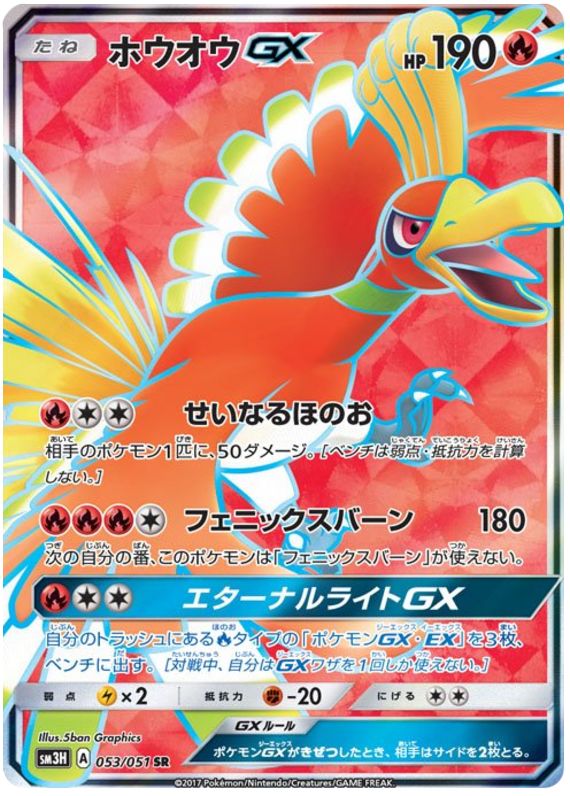 たね ホウオウGX HP190
せいなるほのお
相手のポケモン1匹に、50ダメージ。[ベンチは弱点・抵抗力を計算
しない。]
フェニックスバーン 180
次の自分の番、このポケモンは「フェニックスバーン」が使えない。
エターナルライトGX
自分のトラッシュにあるタイプの「ポケモンGX・EX」を3枚、
ベンチに出す。[対戦中、自分はGXワザを1回しか使えない。]
弱点 ×2 抵抗力 -20 にげる
Illus.5ban Graphics
GXルール
ポケモンGXがきぜつしたとき、相手はサイドを2枚とる。
SM3H A 053/051 SR
©2017 Pokémon/Nintendo/Creatures/GAME FREAK.